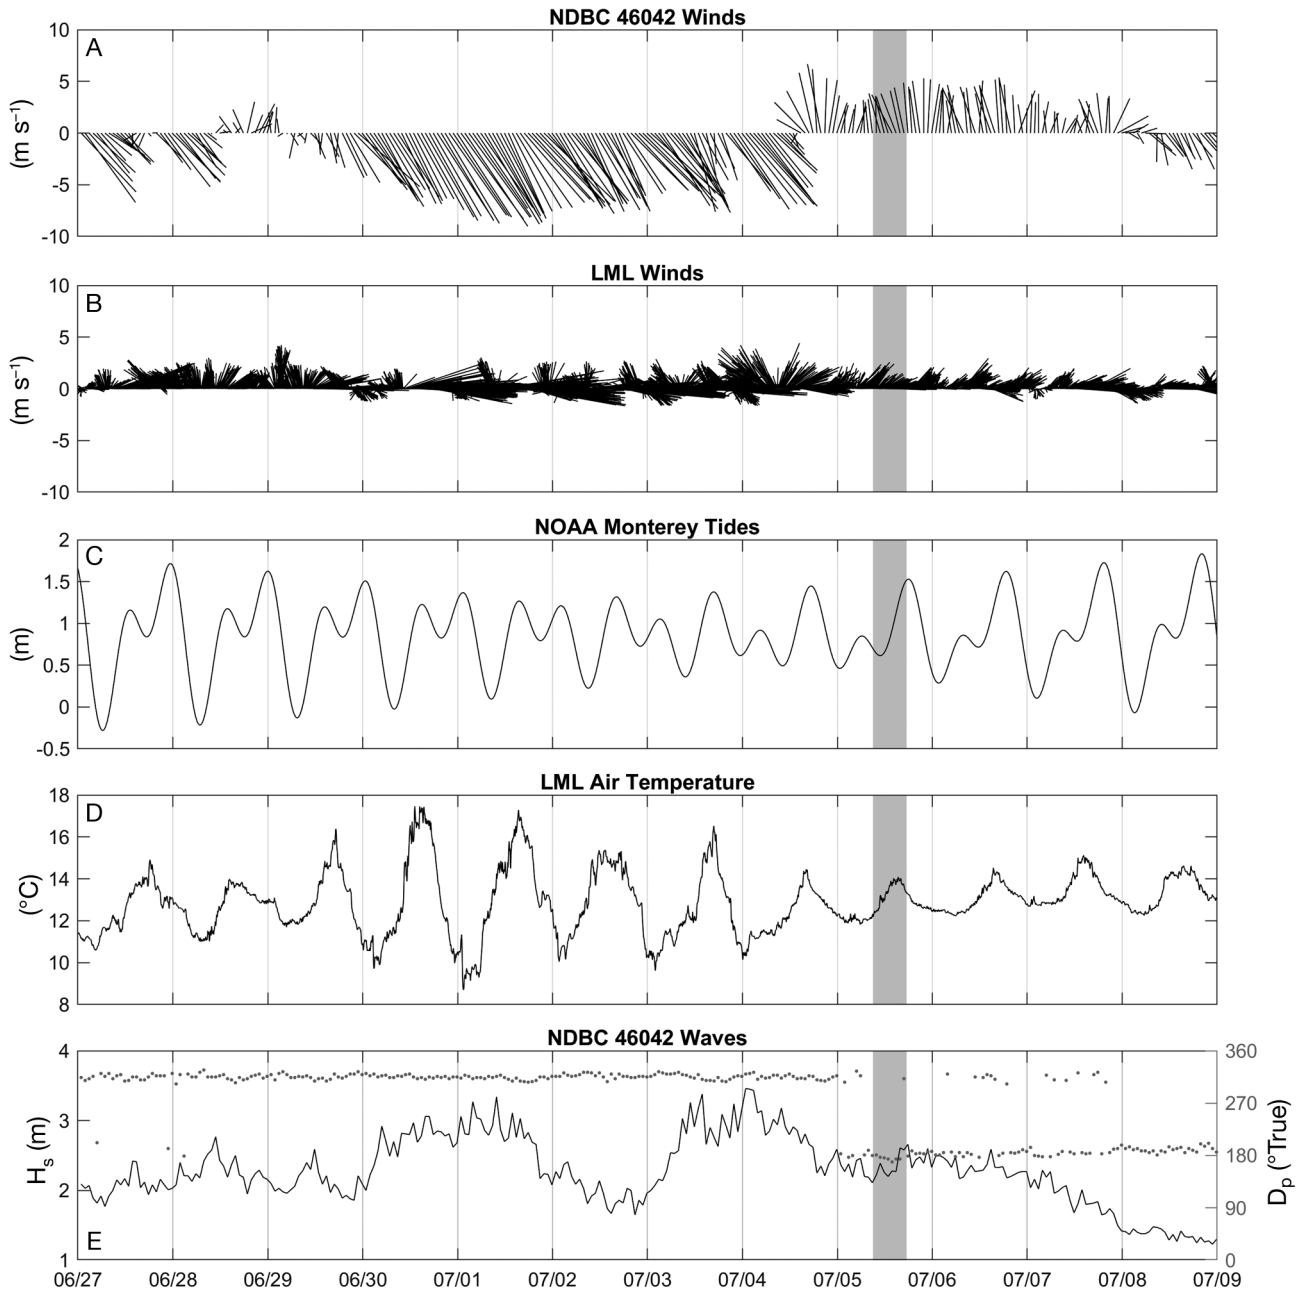 NDBC 46042 Winds
A
10
5
0
-5
-10
(m s⁻¹)
LML Winds
B
10
5
0
-5
-10
(m s⁻¹)
NOAA Monterey Tides
C
2
1.5
1
0.5
0
-0.5
(m)
LML Air Temperature
D
18
16
14
12
10
8
(°C)
NDBC 46042 Waves
E
4
3
2
1
Hs (m)
360
270
180
90
0
Dp (°True)
06/27 06/28 06/29 06/30 07/01 07/02 07/03 07/04 07/05 07/06 07/07 07/08 07/09